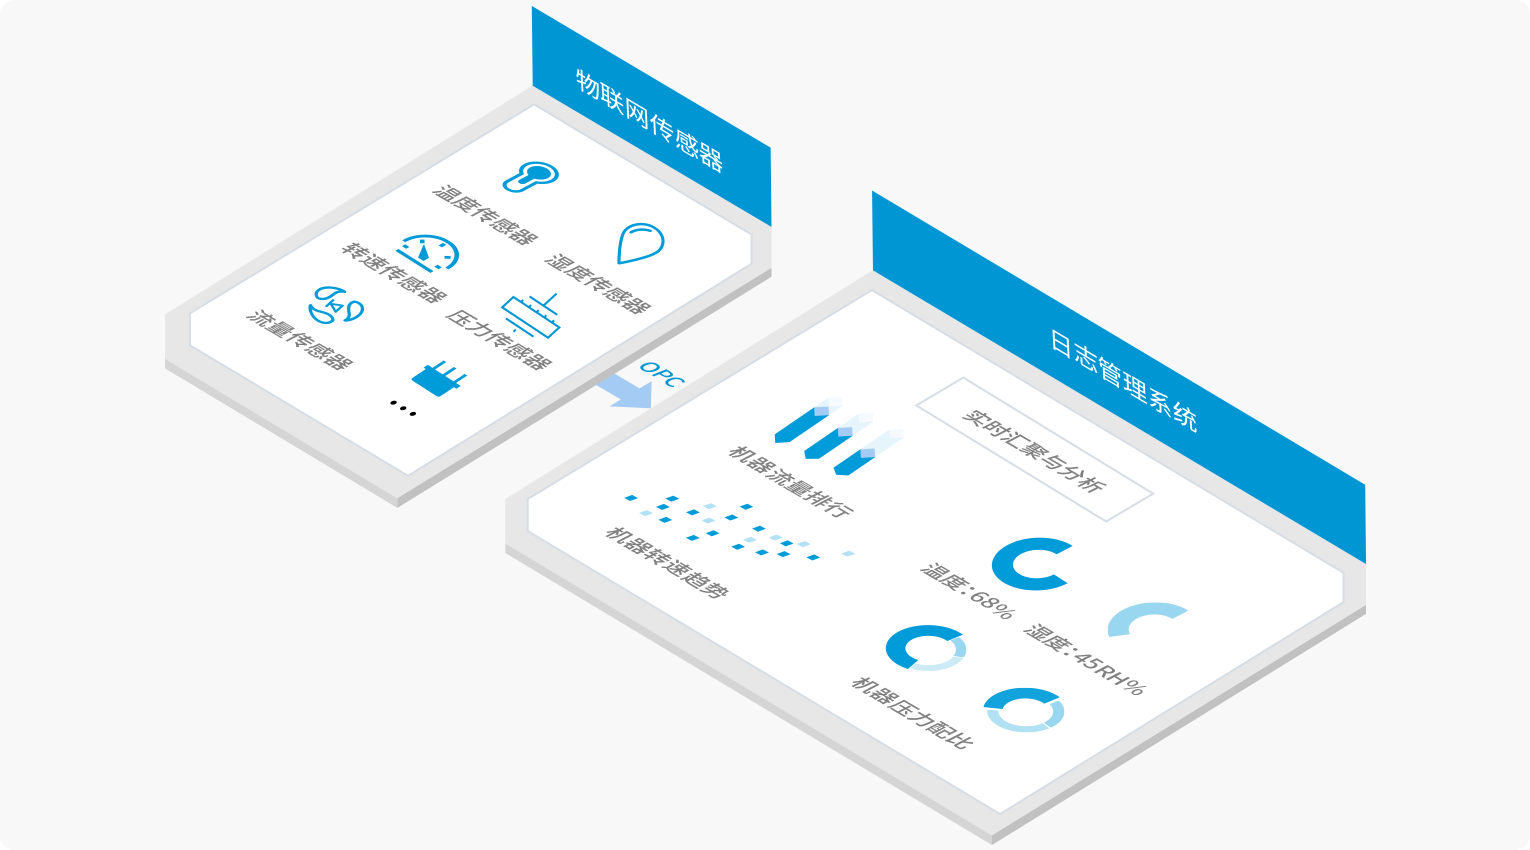 物联网传感器
温度传感器
湿度传感器
转速传感器
压力传感器
流量传感器
...
OPC
日志管理系统
实时汇聚与分析
机器流量排行
机器转速趋势
温度：68%
湿度：45RH%
机器压力配比